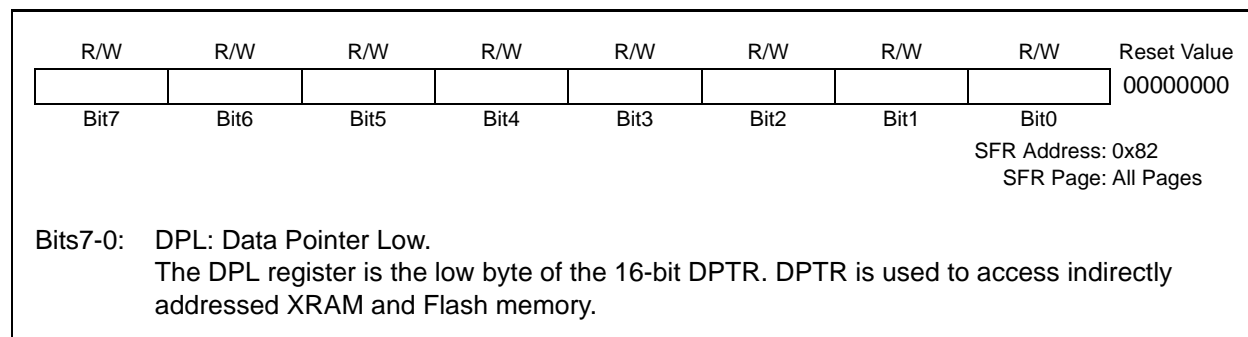 R/W R/W R/W R/W R/W R/W R/W R/W Reset Value
00000000
Bit7 Bit6 Bit5 Bit4 Bit3 Bit2 Bit1 Bit0
SFR Address: 0x82
SFR Page: All Pages
Bits7-0: DPL: Data Pointer Low.
The DPL register is the low byte of the 16-bit DPTR. DPTR is used to access indirectly
addressed XRAM and Flash memory.